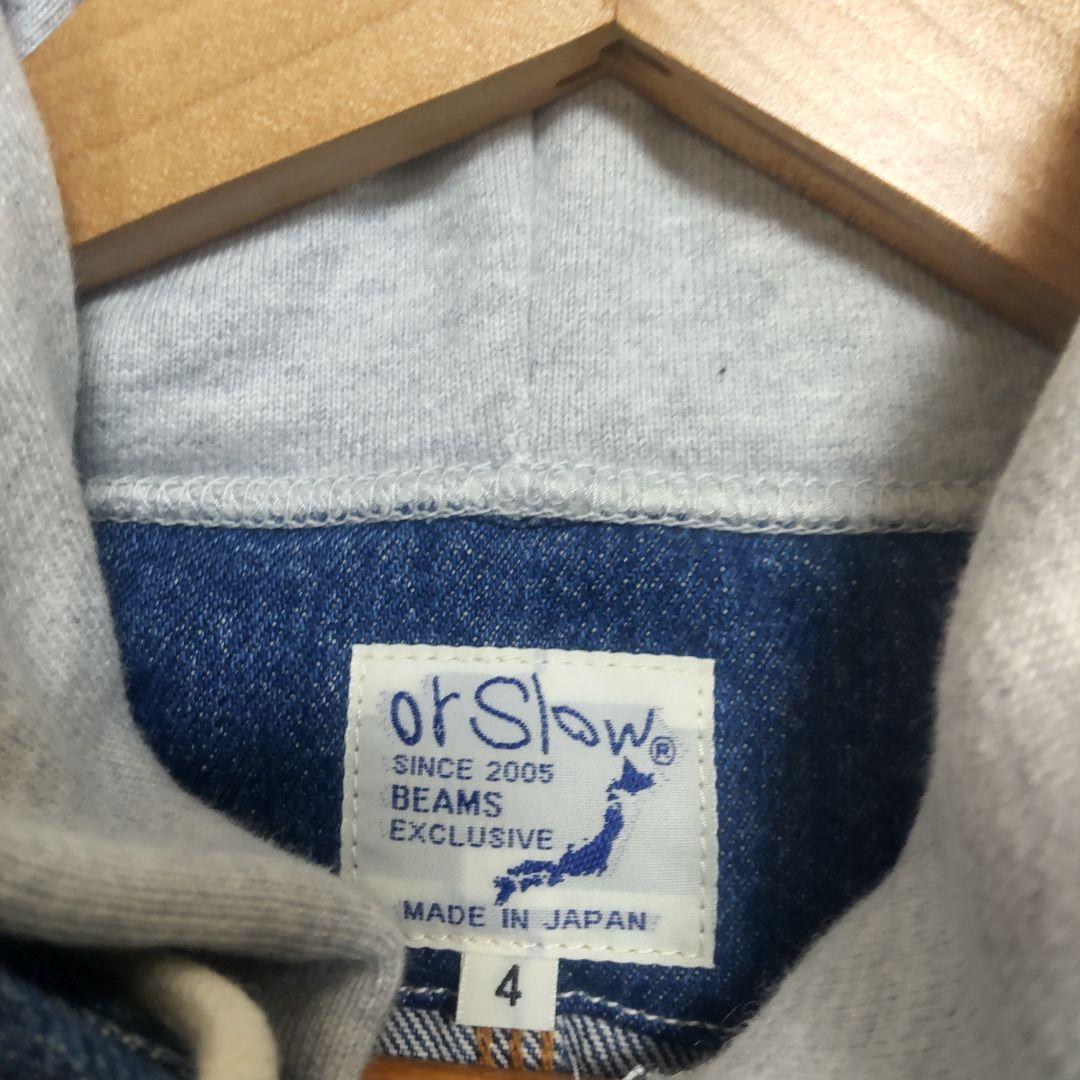 orSlow®
SINCE 2005
BEAMS
EXCLUSIVE
MADE IN JAPAN
4